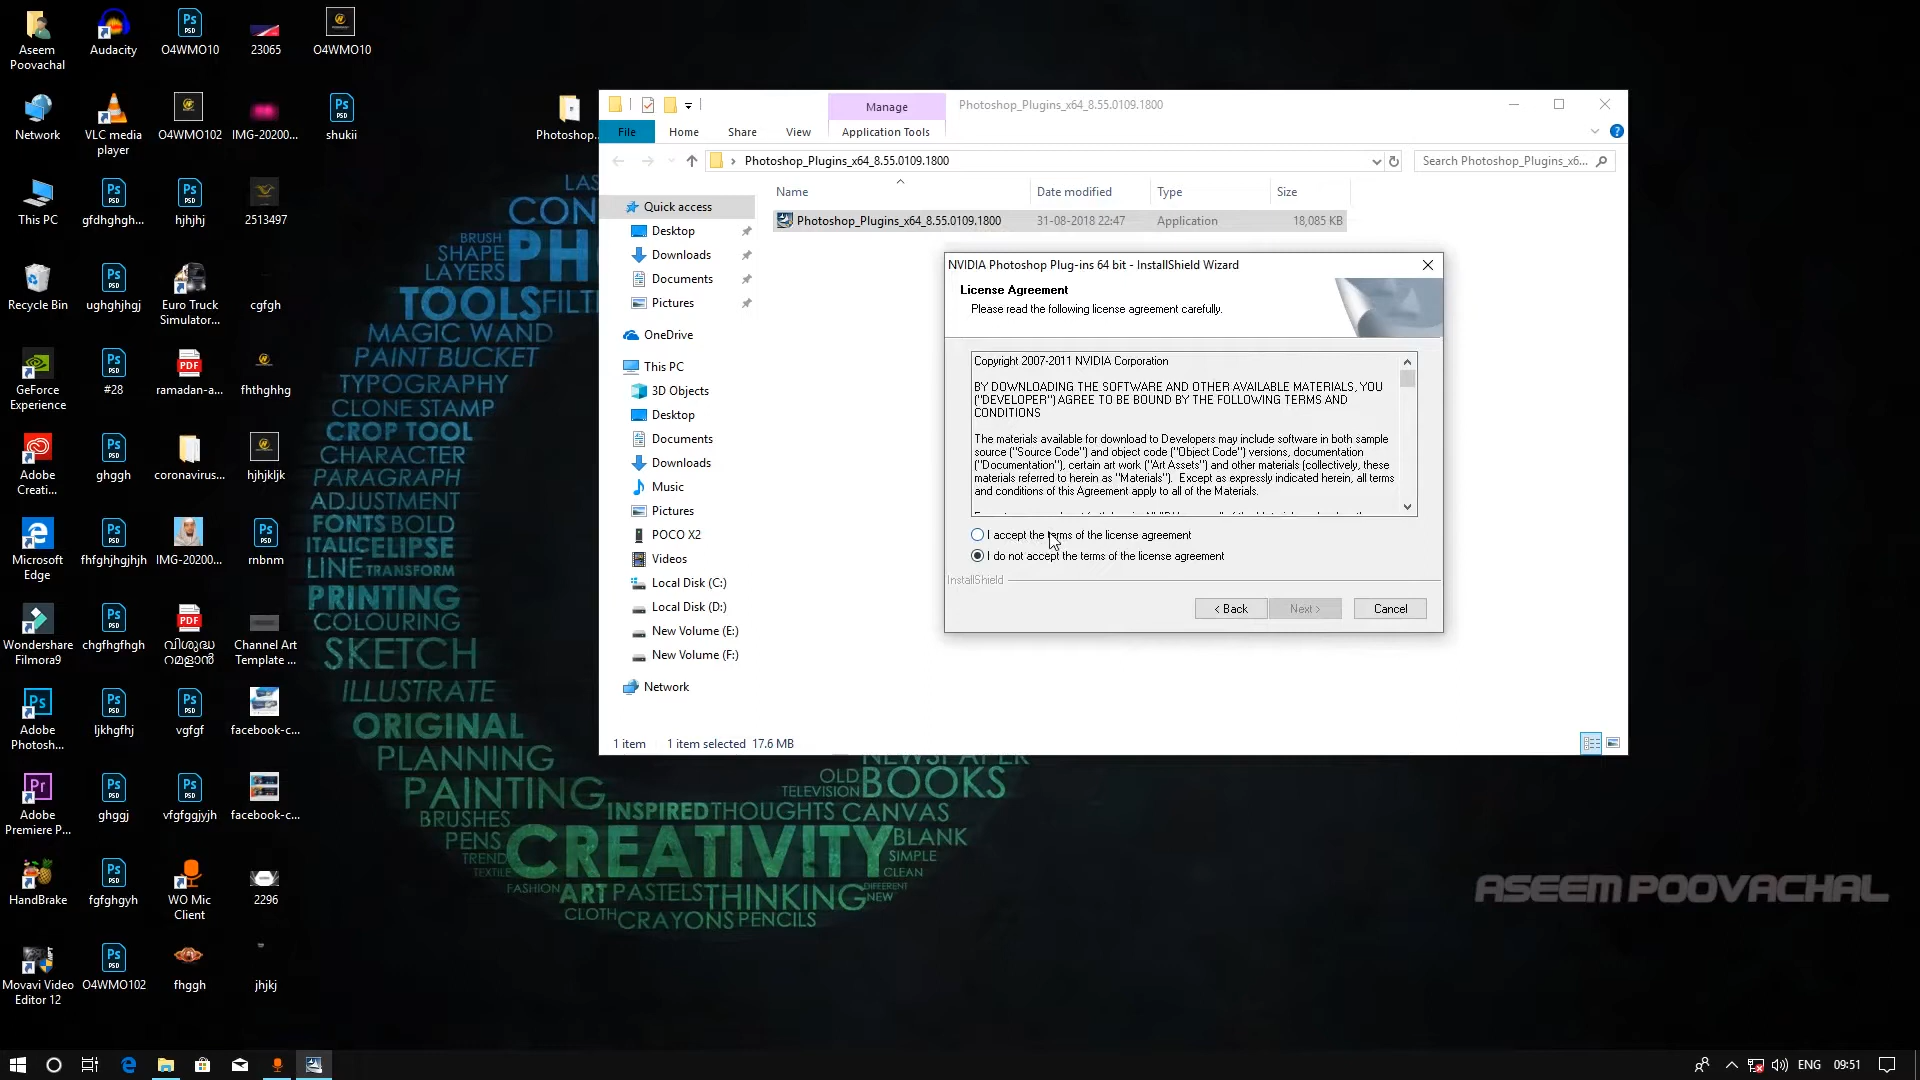 Aseem
Poovachal
Audacity
O4WMO10
23065
O4WMO10
Network
VLC media
player
O4WMO102
IMG-20200...
shukii
Photoshop...
This PC
gfdhghgh...
hjhjhj
2513497
Recycle Bin
ughghjhgj
Euro Truck
Simulator...
cgfgh
GeForce
Experience
#28
ramadan-a...
fhthghhg
Adobe
Creati...
ghggh
coronavirus...
hjhjkljk
Microsoft
Edge
fhfghjhgjhjh
IMG-20200...
rnbnm
Wondershare
Filmora9
chgfhgfhgh
വിശുദ്ധ
റമളാൻ
Channel Art
Template ...
Adobe
Photosh...
ljkhgfhj
vgfgf
facebook-c...
Adobe
Premiere P...
ghggj
vfgfggjyjh
facebook-c...
HandBrake
fgfghgyh
WO Mic
Client
2296
Movavi Video
Editor 12
O4WMO102
fhggh
jhjkj
LAS
CON
BRUSH
SHAPE
LAYERS
PH
TOOLS
FILT
MAGIC WAND
PAINT BUCKET
TYPOGRAPHY
CLONE STAMP
CROP TOOL
CHARACTER
PARAGRAPH
ADJUSTMENT
FONTS BOLD
ITALIC ELIPSE
LINE TRANSFORM
PRINTING
COLOURING
SKETCH
ILLUSTRATE
ORIGINAL
PLANNING
PAINTING
NEWSPAPER
OLD
TELEVISION
BOOKS
BRUSHES
PENS
TREND
TEXTILE
INSPIRED THOUGHTS CANVAS
CREATIVITY
BLANK
SIMPLE
CLEAN
FASHION
ART PASTELS THINKING
DIFFERENT
NEW
CLOTH CRAYONS PENCILS
ASEEM POOVACHAL
Manage
Photoshop_Plugins_x64_8.55.0109.1800
File
Home
Share
View
Application Tools
Photoshop_Plugins_x64_8.55.0109.1800
Search Photoshop_Plugins_x6...
Name
Date modified
Type
Size
Photoshop_Plugins_x64_8.55.0109.1800
31-08-2018 22:47
Application
18,085 KB
Quick access
Desktop
Downloads
Documents
Pictures
OneDrive
This PC
3D Objects
Desktop
Documents
Downloads
Music
Pictures
POCO X2
Videos
Local Disk (C:)
Local Disk (D:)
New Volume (E:)
New Volume (F:)
Network
1 item
1 item selected 17.6 MB
NVIDIA Photoshop Plug-ins 64 bit - InstallShield Wizard
License Agreement
Please read the following license agreement carefully.
Copyright 2007-2011 NVIDIA Corporation
BY DOWNLOADING THE SOFTWARE AND OTHER AVAILABLE MATERIALS, YOU
("DEVELOPER") AGREE TO BE BOUND BY THE FOLLOWING TERMS AND
CONDITIONS
The materials available for download to Developers may include software in both sample
source ("Source Code") and object code ("Object Code") versions, documentation
("Documentation"), certain art work ("Art Assets") and other materials (collectively, these
materials referred to herein as "Materials"). Except as expressly indicated herein, all terms
and conditions of this Agreement apply to all of the Materials.
I accept the terms of the license agreement
I do not accept the terms of the license agreement
InstallShield
< Back
Next >
Cancel
ENG
09:51